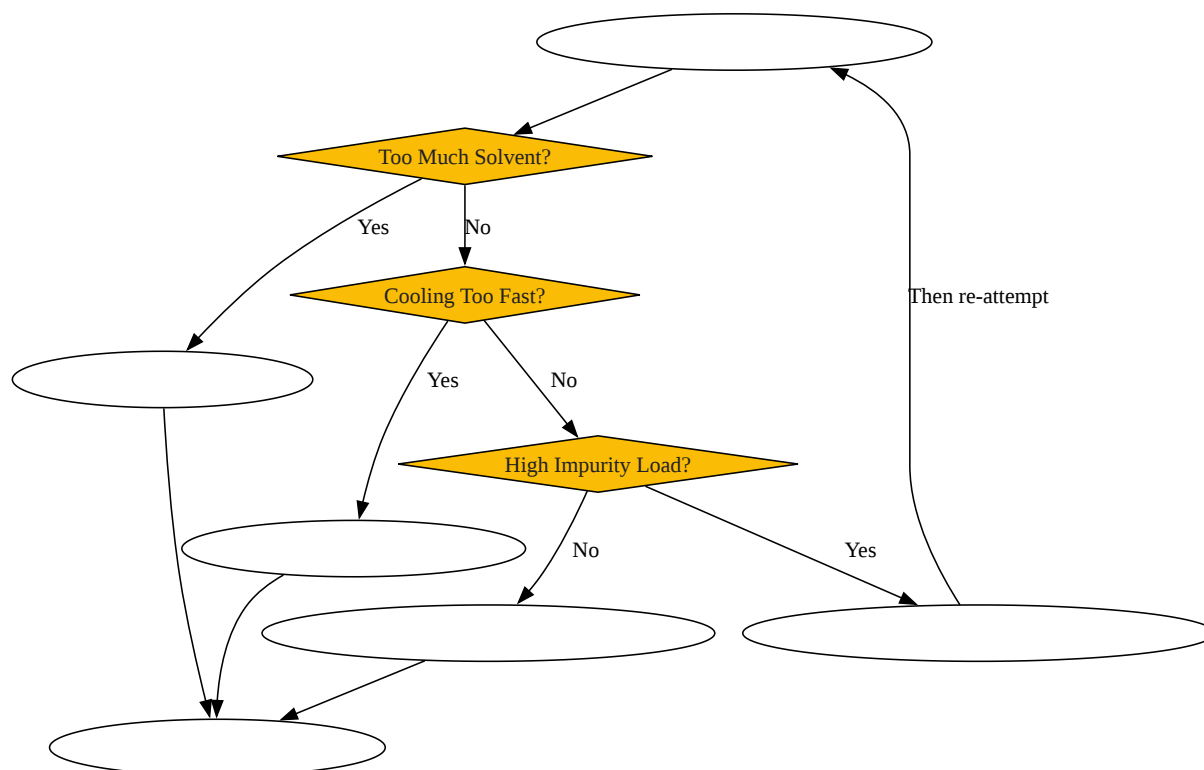 Too Much Solvent?
Yes
No
Cooling Too Fast?
Then re-attempt
Yes
No
High Impurity Load?
No
Yes